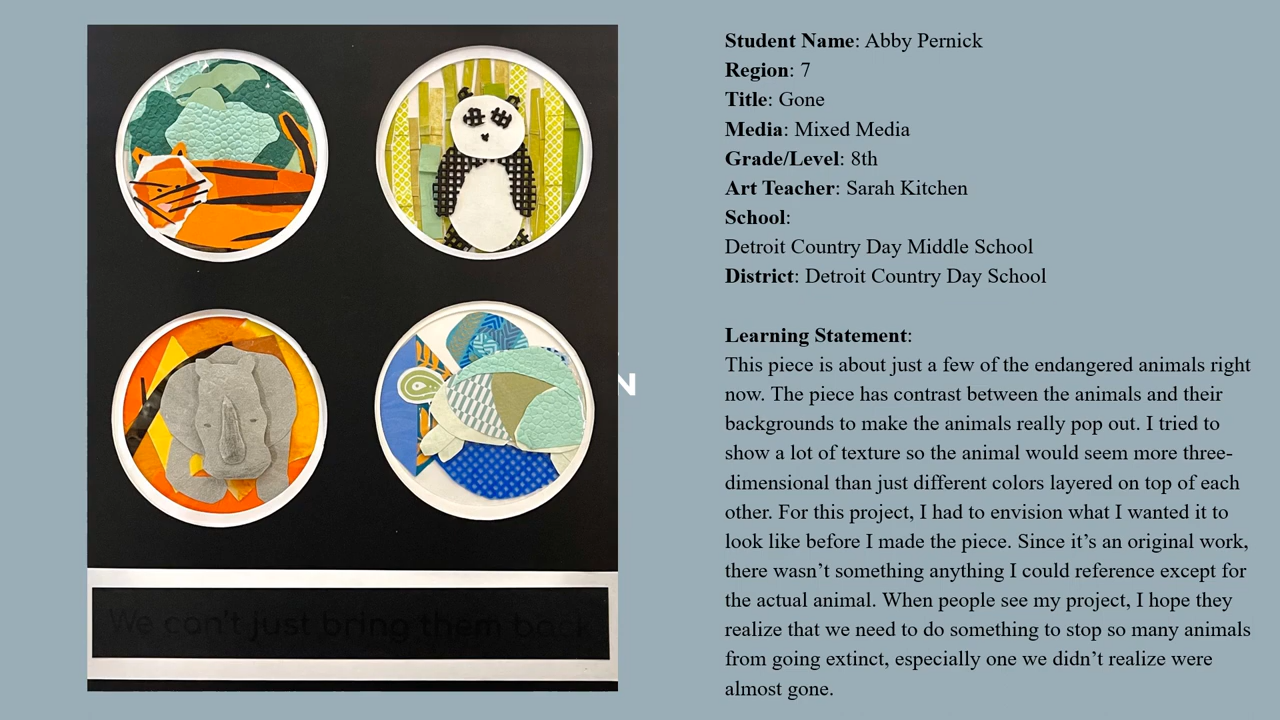 Student Name: Abby Pernick
Region: 7
Title: Gone
Media: Mixed Media
Grade/Level: 8th
Art Teacher: Sarah Kitchen
School:
Detroit Country Day Middle School
District: Detroit Country Day School
Learning Statement:
This piece is about just a few of the endangered animals right
now. The piece has contrast between the animals and their
backgrounds to make the animals really pop out. I tried to
show a lot of texture so the animal would seem more three-
dimensional than just different colors layered on top of each
other. For this project, I had to envision what I wanted it to
look like before I made the piece. Since it’s an original work,
there wasn’t something anything I could reference except for
the actual animal. When people see my project, I hope they
realize that we need to do something to stop so many animals
from going extinct, especially one we didn’t realize were
almost gone.
We can't just bring them back
N